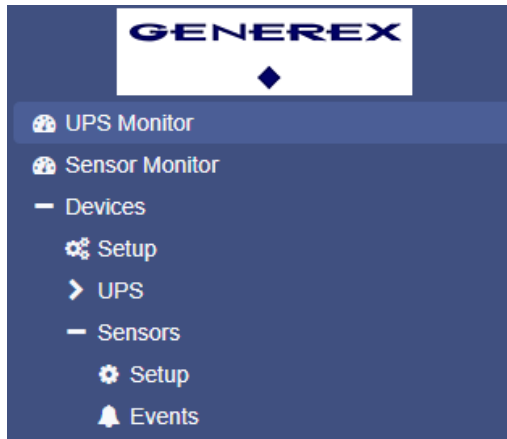 GENEREX
UPS Monitor
Sensor Monitor
Devices
Setup
UPS
Sensors
Setup
Events